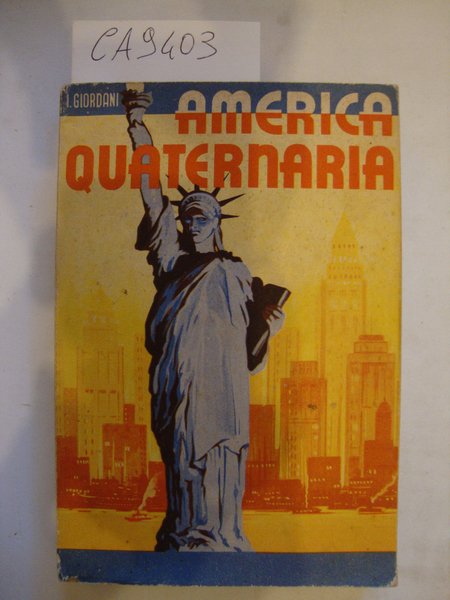 CA9403
I. GIORDANI
AMERICA
QUATERNARIA